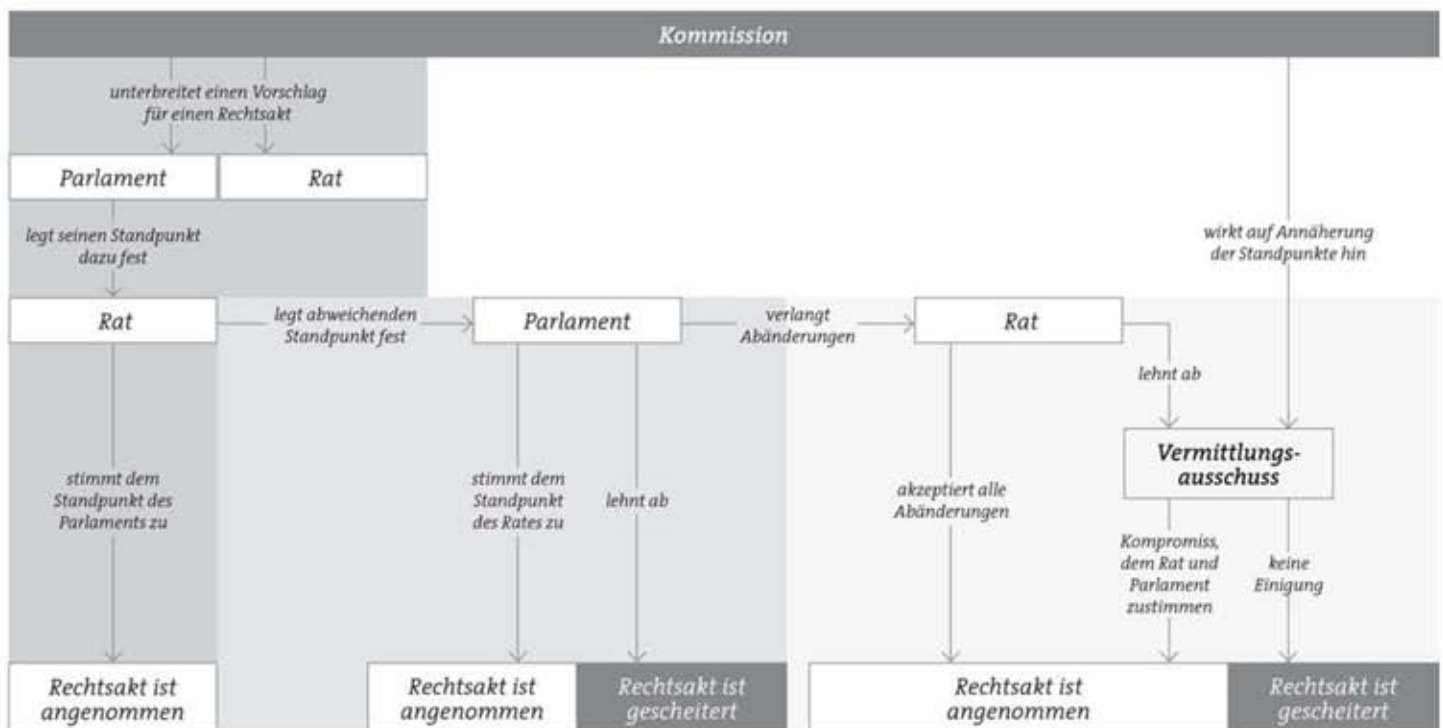 Kommission
unterbreitet einen Vorschlag
für einen Rechtsakt
Parlament
Rat
legt seinen Standpunkt
dazu fest
wirkt auf Annäherung
der Standpunkte hin
Rat
legt abweichenden
Standpunkt fest
Parlament
verlangt
Abänderungen
Rat
lehnt ab
Vermittlungs-
ausschuss
stimmt dem
Standpunkt des
Parlaments zu
stimmt dem
Standpunkt
des Rates zu
lehnt ab
akzeptiert alle
Abänderungen
Kompromiss,
dem Rat und
Parlament
zustimmen
keine
Einigung
Rechtsakt ist
angenommen
Rechtsakt ist
angenommen
Rechtsakt ist
gescheitert
Rechtsakt ist
angenommen
Rechtsakt ist
gescheitert